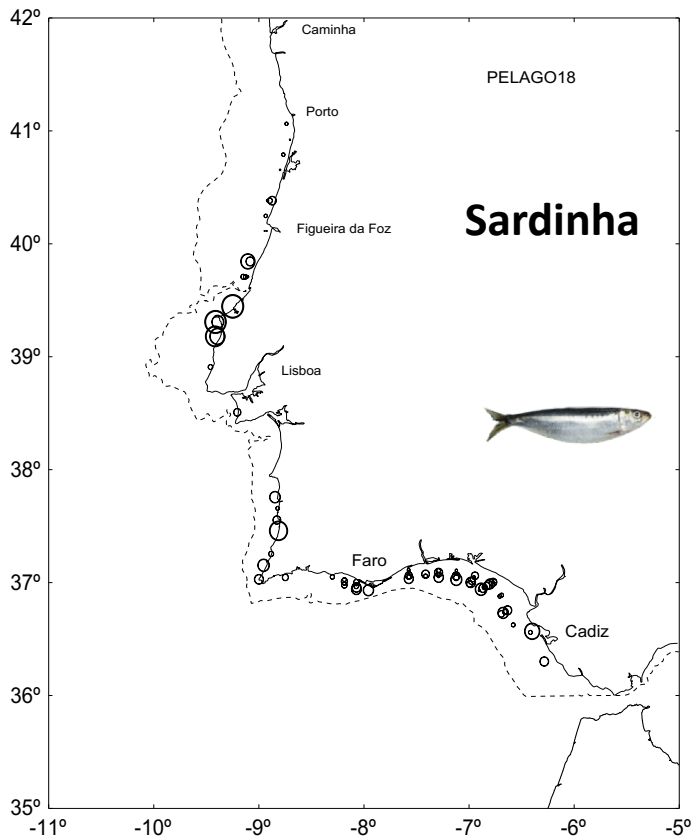 42º
Caminha
PELAGO18
Porto
41º
Sardinha
Figueira da Foz
40º
39º
Lisboa
38º
Faro
37º
Cadiz
36º
35º
-11º -10º -9º -8º -7º -6º -5º